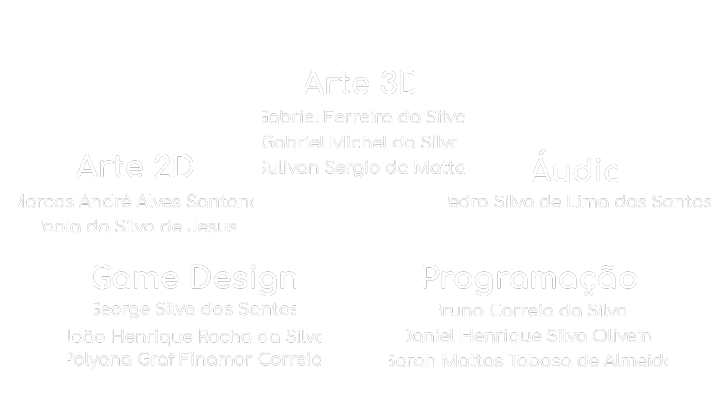 Arte 3D
Gabriel Ferreira da Silva
Gabriel Michel da Silva
Sullivan Sergio da Matta
Arte 2D
Marcos André Alves Santana
da Silva de Jesus
Áudio
Pedro Silva de Lima dos Santos
Game Design
George Silva dos Santos
João Henrique Rocha da Silva
Polyana Graf Finamor Correia
Programação
Bruno Correia da Silva
Daniel Henrique Silva Oliveira
Sarah Mattos Tobosa de Almeida